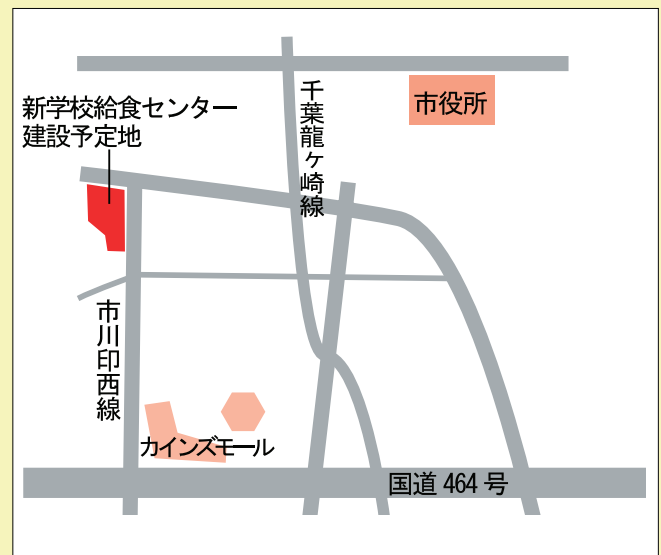 新学校給食センター
建設予定地
千葉龍ヶ崎線
市役所
市川印西線
カインズモール
国道 464 号